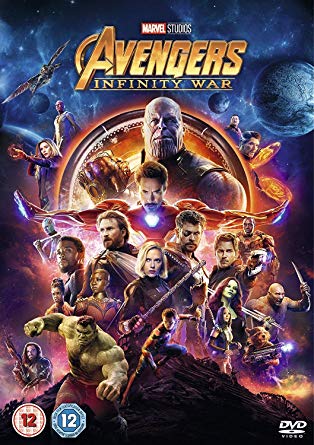 MARVEL STUDIOS
AVENGERS
INFINITY WAR
12
12
DVD
VIDEO